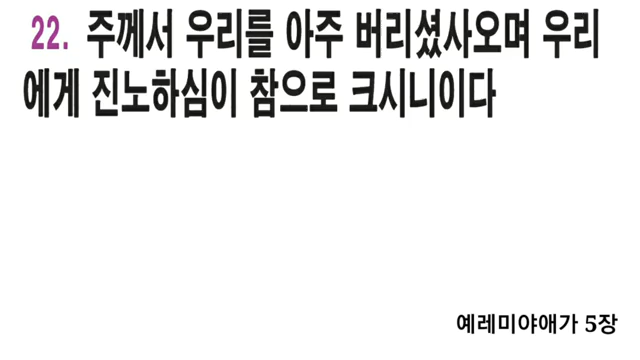 22. 주께서 우리를 아주 버리셨사오며 우리
에게 진노하심이 참으로 크시니이다
예레미야애가 5장